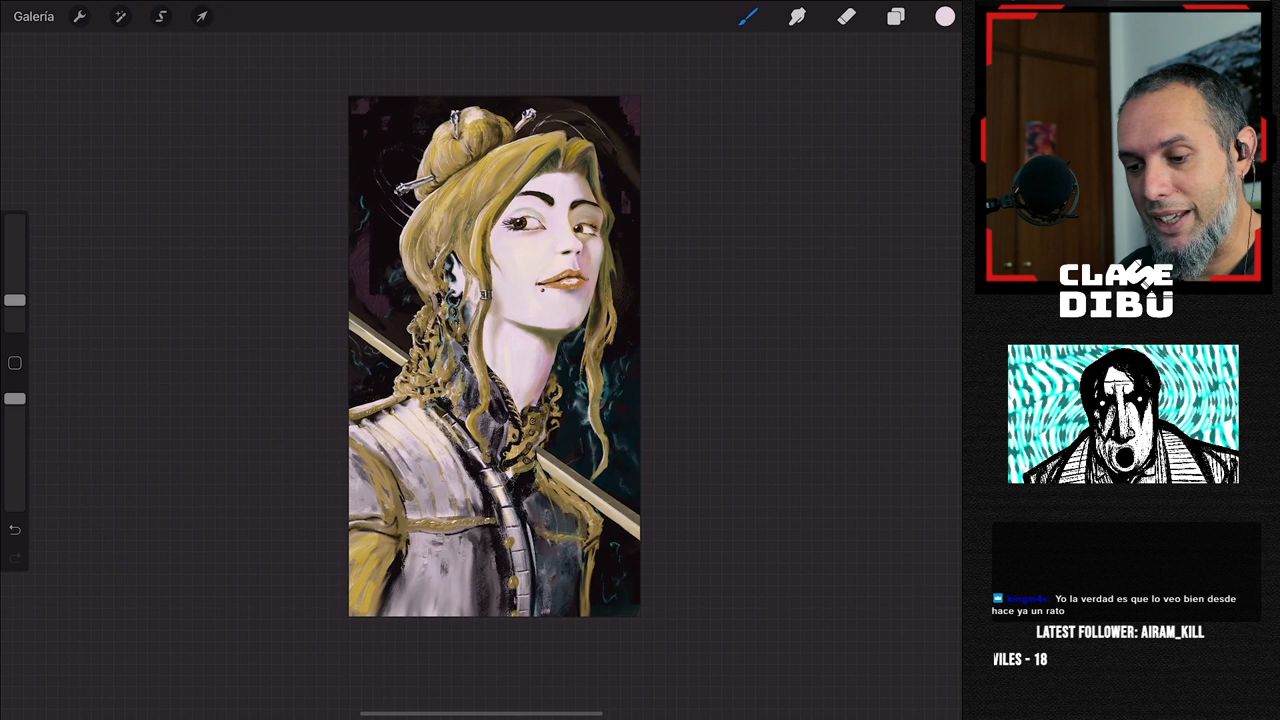 Galería
CLASE
DIBU
Yo la verdad es que lo veo bien desde
hace ya un rato
LATEST FOLLOWER: AIRAM_KILL
VILES - 18